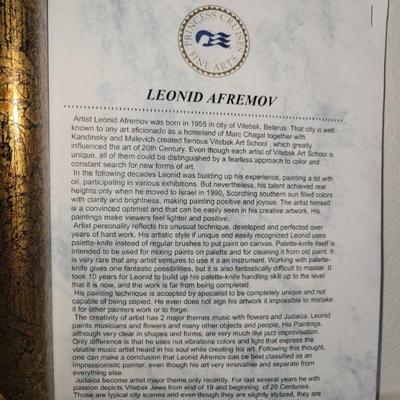 PRINCESS CRUISES
FINE ARTS
LEONID AFREMOV
Artist Leonid Afremov was born in 1955 in city of Vitebsk, Belarus. That city is well
known to any art aficionado as a homeland of Marc Chagal together with
Kandinsky and Malevich created famous Vitebsk Art School , which greatly
influenced the art of 20th Century. Even though each artist of Vitebsk Art School is
unique, all of them could be distinguished by a fearless approach to color and
constant search for new forms of art.
In the following decades Leonid was building up his experience, painting a lot with
oil, participating in various exhibitions. But nevertheless, his talent achieved real
heights only when he moved to Israel in 1990, Scorching southern sun filled colors
with clarity and brightness, making painting positive and joyous. The artist himself
is a convinced optimist and that can be easily seen in his creative artwork. His
paintings make viewers feel lighter and positive.
Artist personality reflects his unusual technique, developed and perfected over
years of hard work. His artistic style if unique and easily recognized Leonid uses
palette-knife instead of regular brushes to put paint on canvas. Palette-knife itself is
intended to be used for mixing paints on palette and for cleaning it from old paint. It
is very rare that any artist ventures to use it a an instrument. Working with palette-
knife gives one fantastic possibilities, but it is also fantastically difficult to master. It
took 10 years for Leonid to build up his palette-knife handling skill up to the level
that it is now, and the work is far from being completed.
His painting technique is accepted by specialist to be completely unique and not
capable of being copied. He even does not sign his artwork it impossible to mistake
it for other painters work or to forge.
The creativity of artist has 2 major themes music with flowers and Judaica. Leonid
paints musicians and flowers and many other objects and people, His Paintings,
although very clear in shapes and forms, are very much like jazz improvisation.
Only difference is that he uses not vibrations colors and light that express the
volatile music artist heard in his soul while creating his art. Following this thought,
one can make a conclusion that Leonid Afremov can be best classified as an
impressionistic painter, even though his art very innovative and separate from
everything else.
Judaica become artist major theme only recently. For last several years he with
passion depicts Vitebsk Jews from end of 19 and beginning of 20 Centuries.
Those are typical city scenes and even though they are slightly stylized, they are